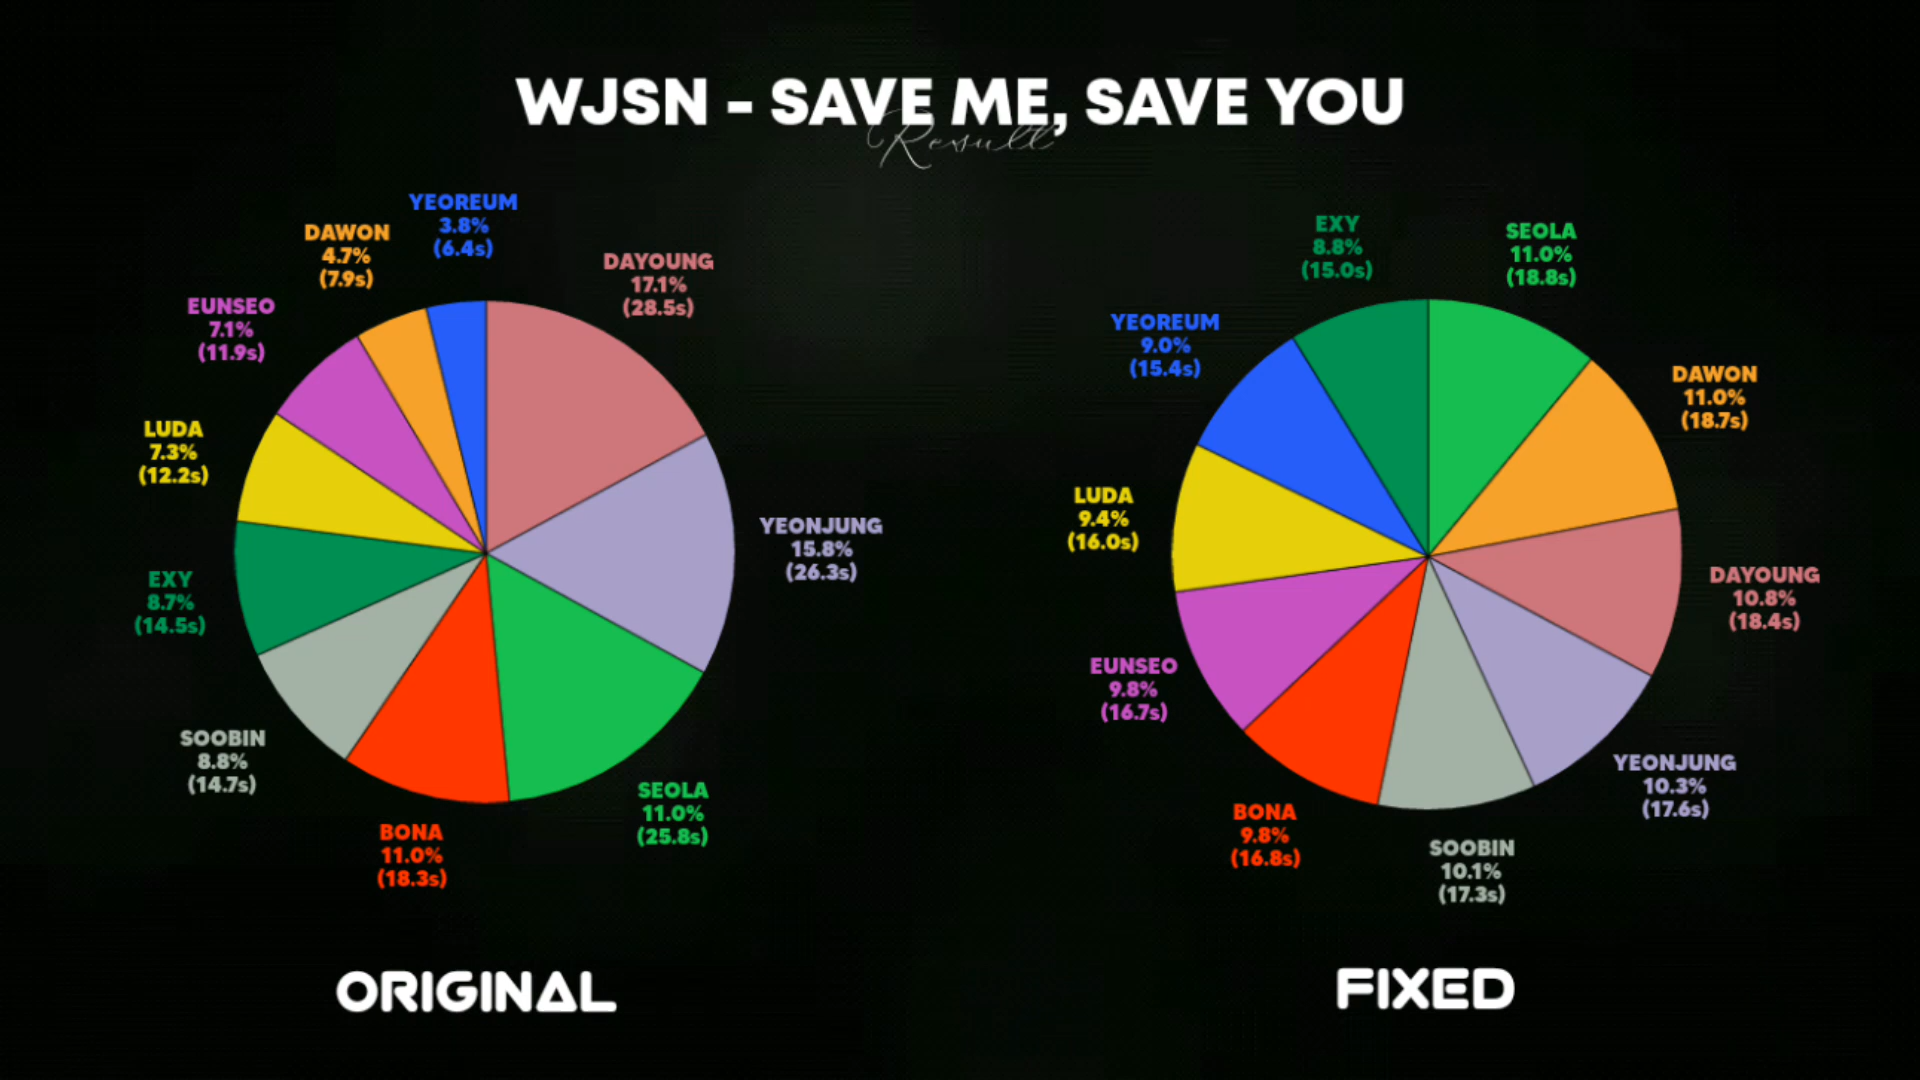 WJSN - SAVE ME, SAVE YOU
Result
YEOREUM
3.8%
(6.4s)
DAWON
4.7%
(7.9s)
DAYOUNG
17.1%
(28.5s)
EUNSEO
7.1%
(11.9s)
LUDA
7.3%
(12.2s)
YEONJUNG
15.8%
(26.3s)
EXY
8.7%
(14.5s)
SOOBIN
8.8%
(14.7s)
SEOLA
11.0%
(25.8s)
BONA
11.0%
(18.3s)
ORIGINAL
EXY
8.8%
(15.0s)
SEOLA
11.0%
(18.8s)
YEOREUM
9.0%
(15.4s)
DAWON
11.0%
(18.7s)
LUDA
9.4%
(16.0s)
DAYOUNG
10.8%
(18.4s)
EUNSEO
9.8%
(16.7s)
YEONJUNG
10.3%
(17.6s)
BONA
9.8%
(16.8s)
SOOBIN
10.1%
(17.3s)
FIXED